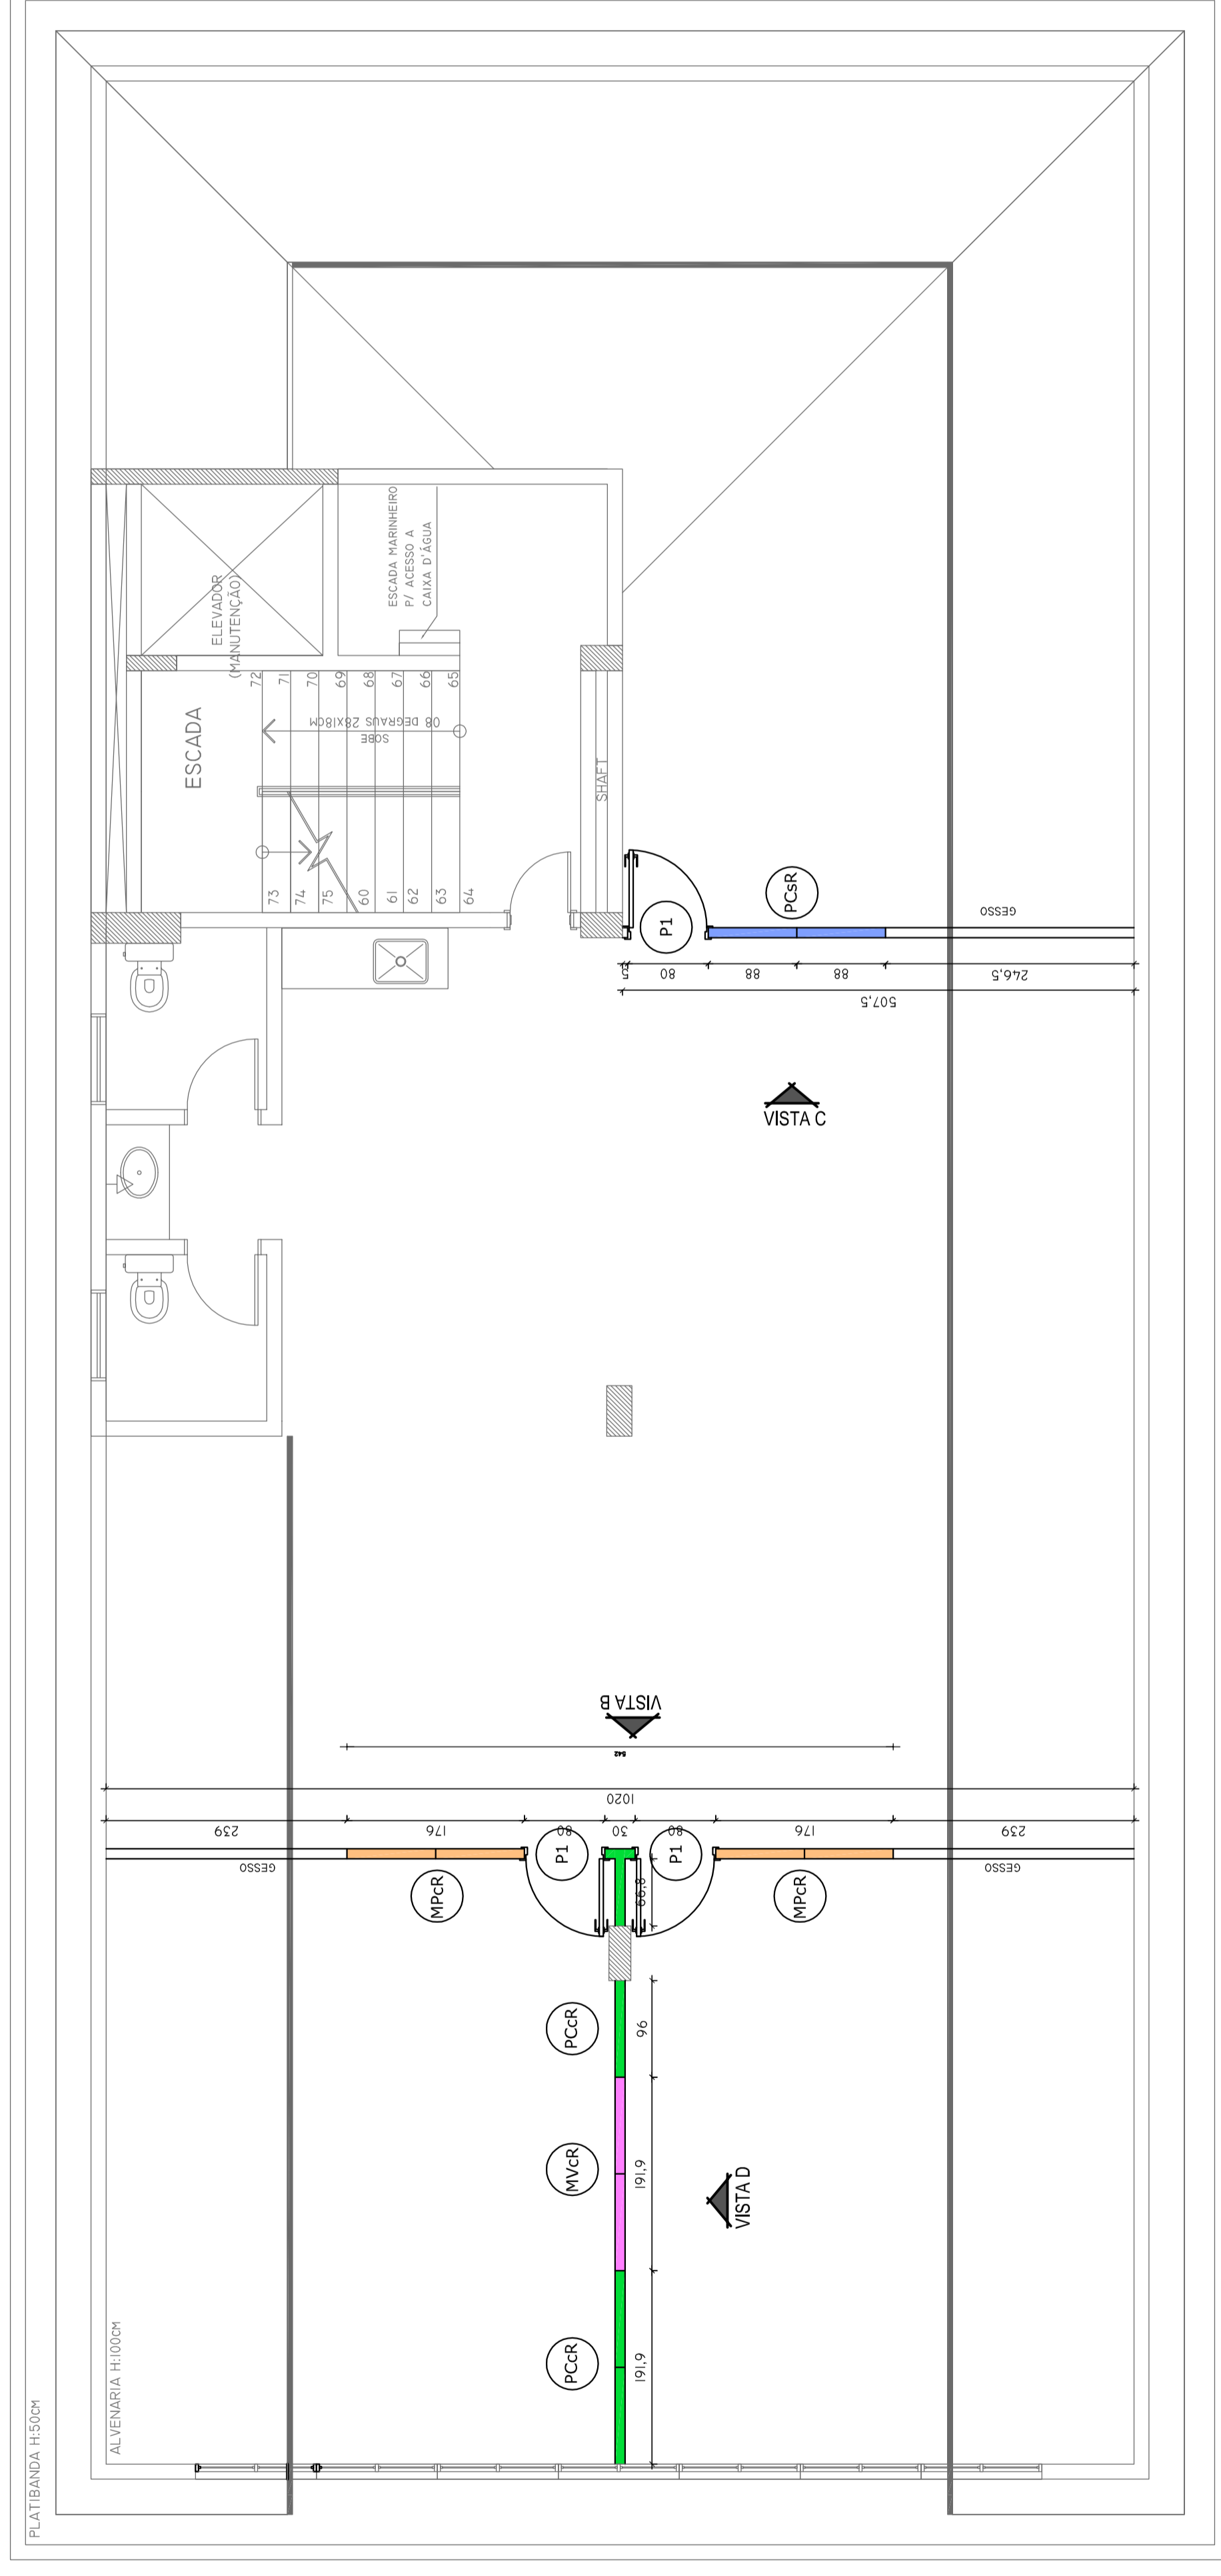 ELEVADOR
(MANUTENÇÃO)
ESCADA MARINHEIRO
P/ ACESSO A
CAIXA D'ÁGUA
72
71
70
69
68
67
66
65
ESCADA
08 DEGRAUS 28X18CM
SOBE
SHAFT
73
74
75
60
61
62
63
64
P1
PCsR
GESSO
80
88
88
246,5
507,5
VISTA C
VISTA B
542
1020
239
176
80
30
80
176
239
GESSO
P1
P1
GESSO
MPcR
MPcR
66,8
PCcR
96
MVcR
191,9
VISTA D
PCcR
191,9
ALVENARIA H:100CM
PLATIBANDA H:50CM